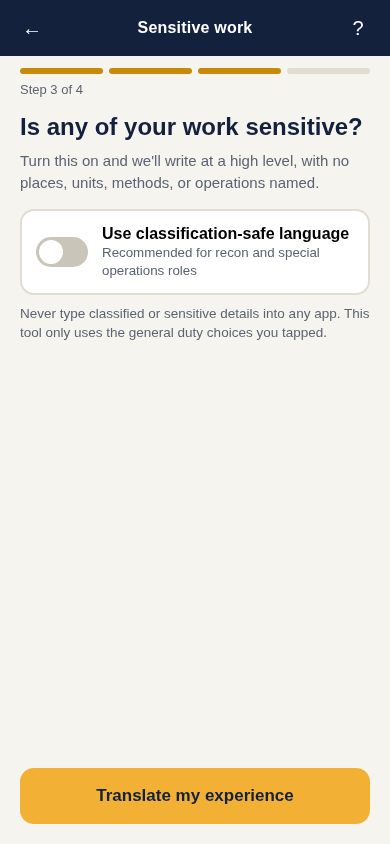 ← Sensitive work ?
Step 3 of 4
Is any of your work sensitive?
Turn this on and we'll write at a high level, with no
places, units, methods, or operations named.
Use classification-safe language
Recommended for recon and special
operations roles
Never type classified or sensitive details into any app. This
tool only uses the general duty choices you tapped.
Translate my experience